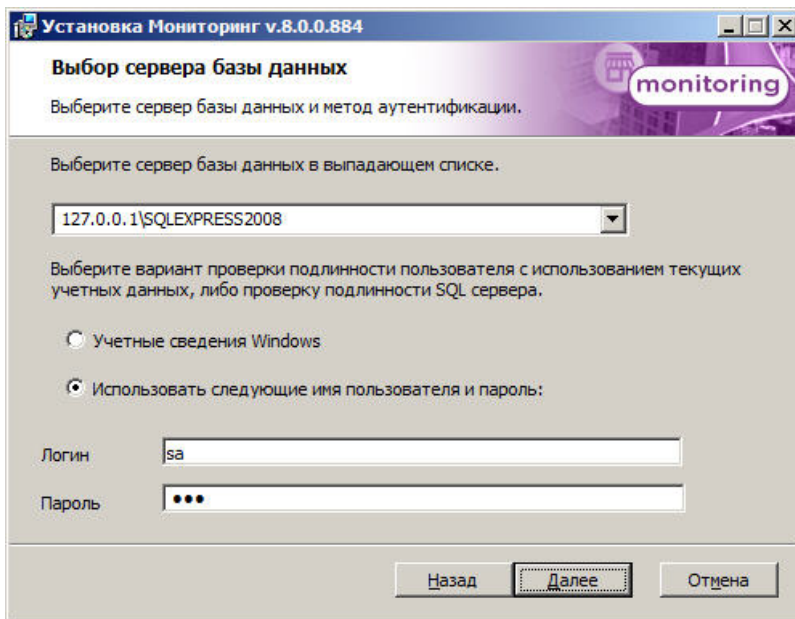 Установка Мониторинг v.8.0.0.884
Выбор сервера базы данных
Выберите сервер базы данных и метод аутентификации.
monitoring
Выберите сервер базы данных в выпадающем списке.
127.0.0.1\SQLEXPRESS2008
Выберите вариант проверки подлинности пользователя с использованием текущих
учетных данных, либо проверку подлинности SQL сервера.
Учетные сведения Windows
Использовать следующие имя пользователя и пароль:
Логин sa
Пароль •••
Назад Далее Отмена